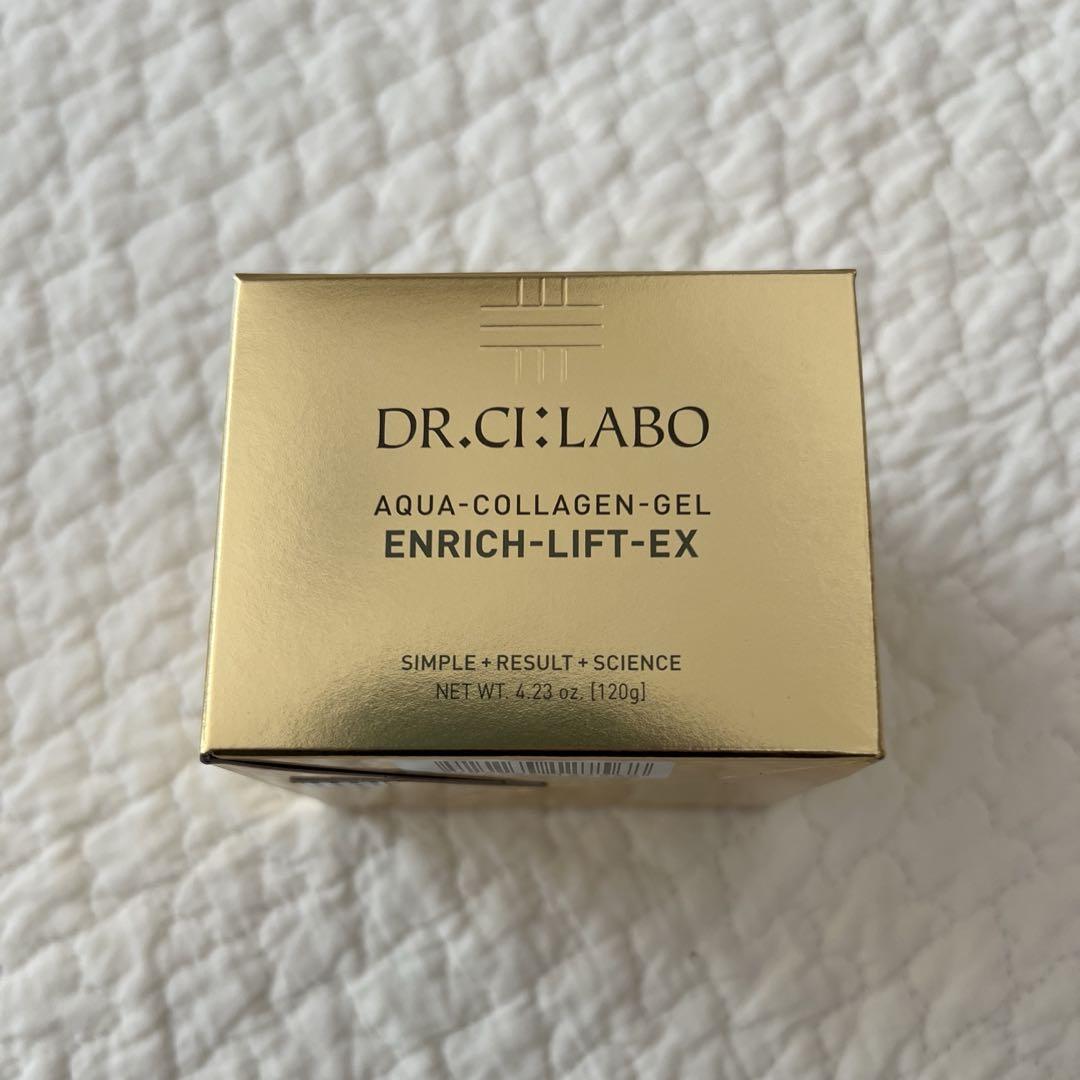 DR.CI:LABO
AQUA-COLLAGEN-GEL
ENRICH-LIFT-EX
SIMPLE + RESULT + SCIENCE
NET WT. 4.23 oz. [120g]